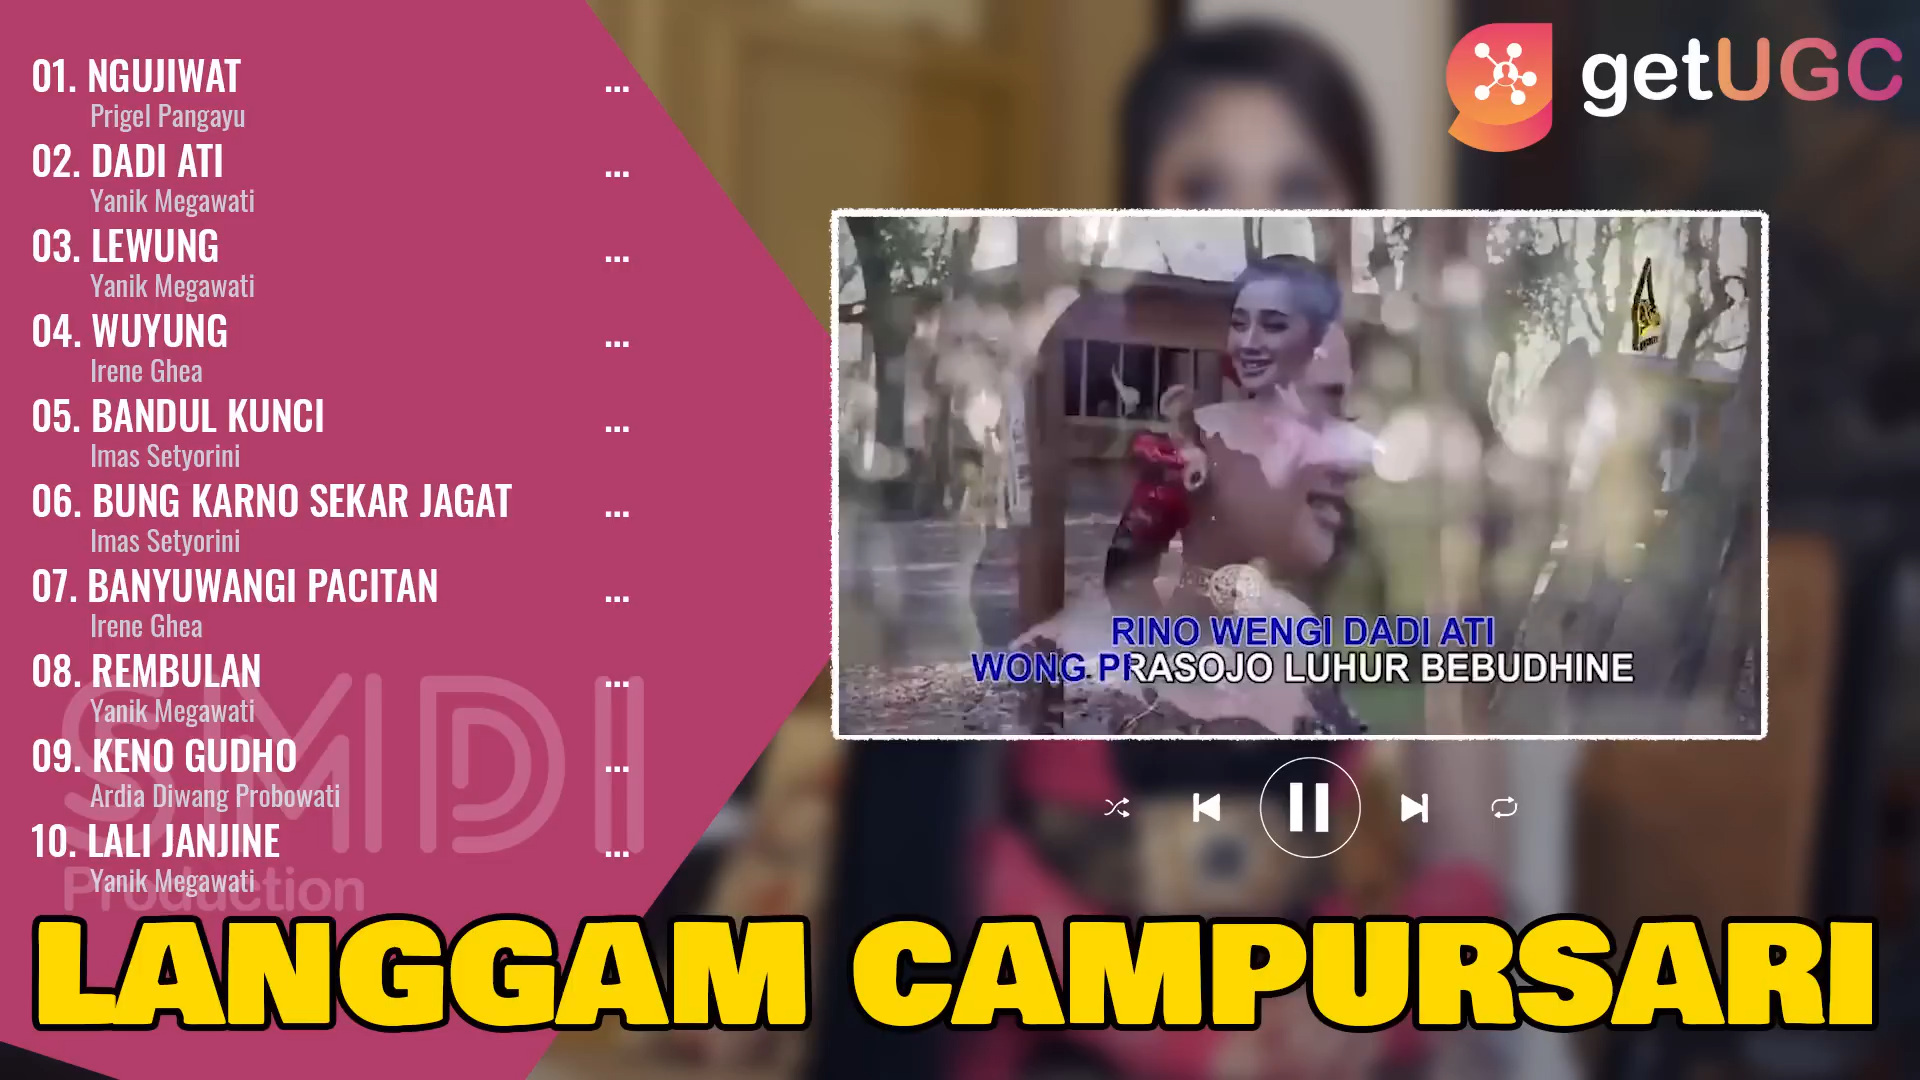 01. NGUJIWAT ...
Prigel Pangayu
02. DADI ATI ...
Yanik Megawati
03. LEWUNG ...
Yanik Megawati
04. WUYUNG ...
Irene Ghea
05. BANDUL KUNCI ...
Imas Setyorini
06. BUNG KARNO SEKAR JAGAT ...
Imas Setyorini
07. BANYUWANGI PACITAN ...
Irene Ghea
08. REMBULAN ...
Yanik Megawati
09. KENO GUDHO ...
Ardia Diwang Probowati
10. LALI JANJINE ...
Yanik Megawati
SMDI
Production
getUGC
RINO WENGI DADI ATI
WONG PRASOJO LUHUR BEBUDHINE
LANGGAM CAMPURSARI